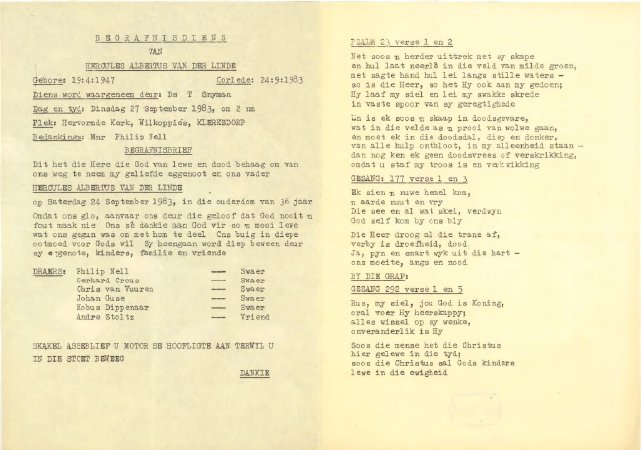 B E G R A F N I S D I E N S
VAN
HERCULES ALBERTUS VAN DER LINDE
Gebore: 19:4:1947 Oorlede: 24:9:1983
Diens word waargeneem deur: Ds T Snyman
Dag en tyd: Dinsdag 27 September 1983, om 2 nm
Plek: Hervormde Kerk, Wilkoppies, KLERKSDORP
Bedankings: Mnr Philip Nell
BEGRAFNISBRIEF
Dit het die Here die God van lewe en dood behaag om van
ons weg te neem my geliefde eggenoot en ons vader
HERCULES ALBERTUS VAN DER LINDE
op Saterdag 24 September 1983, in die ouderdom van 36 jaar
Omdat ons glo, aanvaar ons deur die geloof dat God nooit 'n
fout maak nie Ons sê dankie aan God vir so 'n mooi lewe
wat ons gegun was om met hom te deel Ons buig in diepe
ootmoed voor Gods wil Sy heengaan word diep beween deur
sy eggenote, kinders, familie en vriende
DRAERS: Philip Nell — Swaer
Gerhard Crous — Swaer
Chris van Vuuren — Swaer
Johan Guse — Swaer
Kobus Dippenaar — Swaer
Andre Stoltz — Vriend
SKAKEL ASSEBLIEF U MOTOR SE HOOFLIGTE AAN TERWYL U
IN DIE STOET BEWEEG
DANKIE
PSALM 23 verse 1 en 2
Net soos 'n herder uittrek met sy skape
en hul laat neerlê in die veld van milde groen,
met sagte hand hul lei langs stille waters -
so is die Heer, so het Hy ook aan my gedoen;
Hy laaf my siel en lei my swakke skrede
in vaste spoor van sy geregtighede
Un is ek soos 'n skaap in doodsgevare,
wat in die velde as 'n prooi van wolwe gaan,
en moet ek in die doodsdal, diep en donker,
van alle hulp ontbloot, in my alleenheid staan -
dan nog ken ek geen doodsvrees of verskrikking,
omdat u staf my troos is en verkwikking
GESANG: 177 verse 1 en 3
Ek sien 'n nuwe hemel kom,
'n aarde nuut en vry
Die see en al wat skei, verdwyn
God self kom by ons bly
Die Heer droog al die trane af,
verby is droefheid, dood
Ja, pyn en smart wyk uit die hart -
ons moeite, angs en nood
BY DIE GRAF:
GESANG 292 verse 1 en 5
Rus, my siel, jou God is Koning,
oral voer Hy heerskappy;
alles wissel op sy wenke,
onveranderlik is Hy
Soos die mense het die Christus
hier gelewe in die tyd;
soos die Christus sal Gods kinders
lewe in die ewigheid